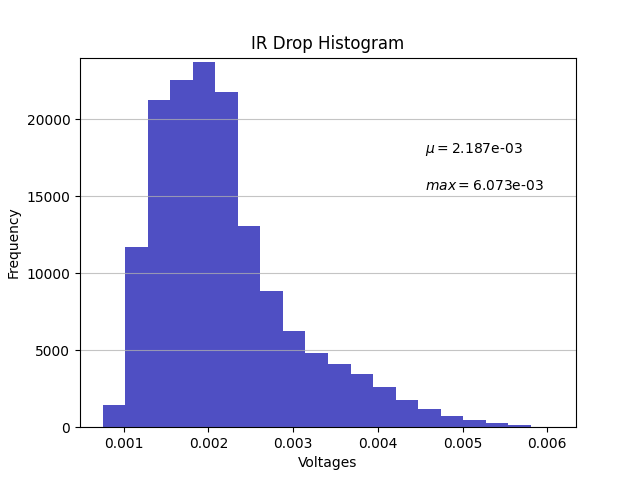 IR Drop Histogram
20000
15000
10000
5000
0
Frequency
μ = 2.187e-03
max = 6.073e-03
0.001 0.002 0.003 0.004 0.005 0.006
Voltages